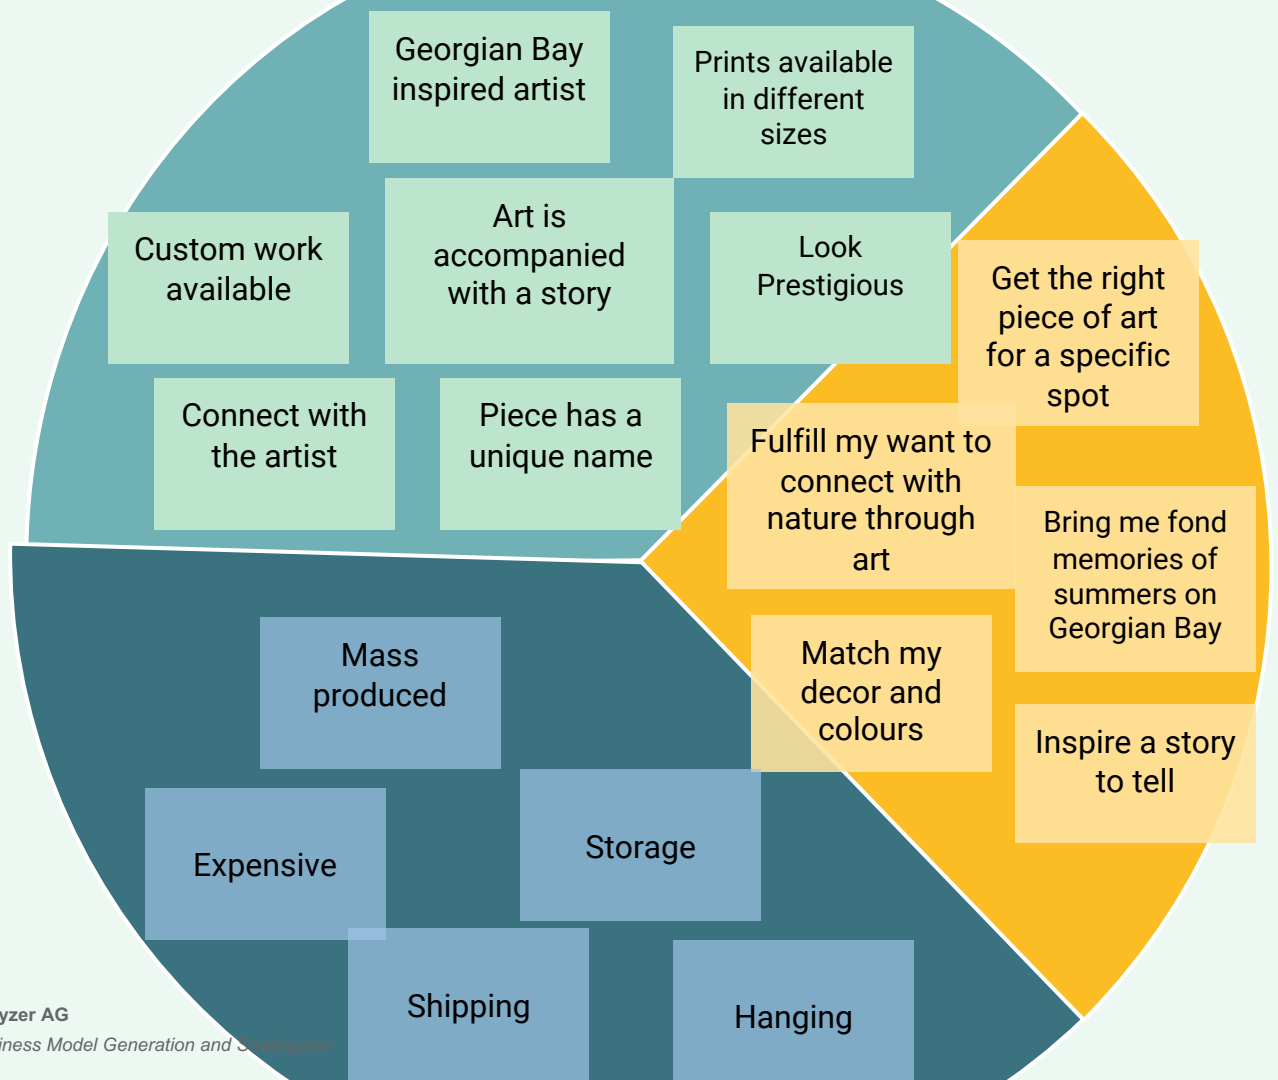 Georgian Bay
inspired artist
Prints available
in different
sizes
Custom work
available
Art is
accompanied
with a story
Look
Prestigious
Connect with
the artist
Piece has a
unique name
Get the right
piece of art
for a specific
spot
Fulfill my want to
connect with
nature through
art
Bring me fond
memories of
summers on
Georgian Bay
Match my
decor and
colours
Inspire a story
to tell
Mass
produced
Expensive
Storage
Shipping
Hanging
yzer AG
iness Model Generation and Strategyzer